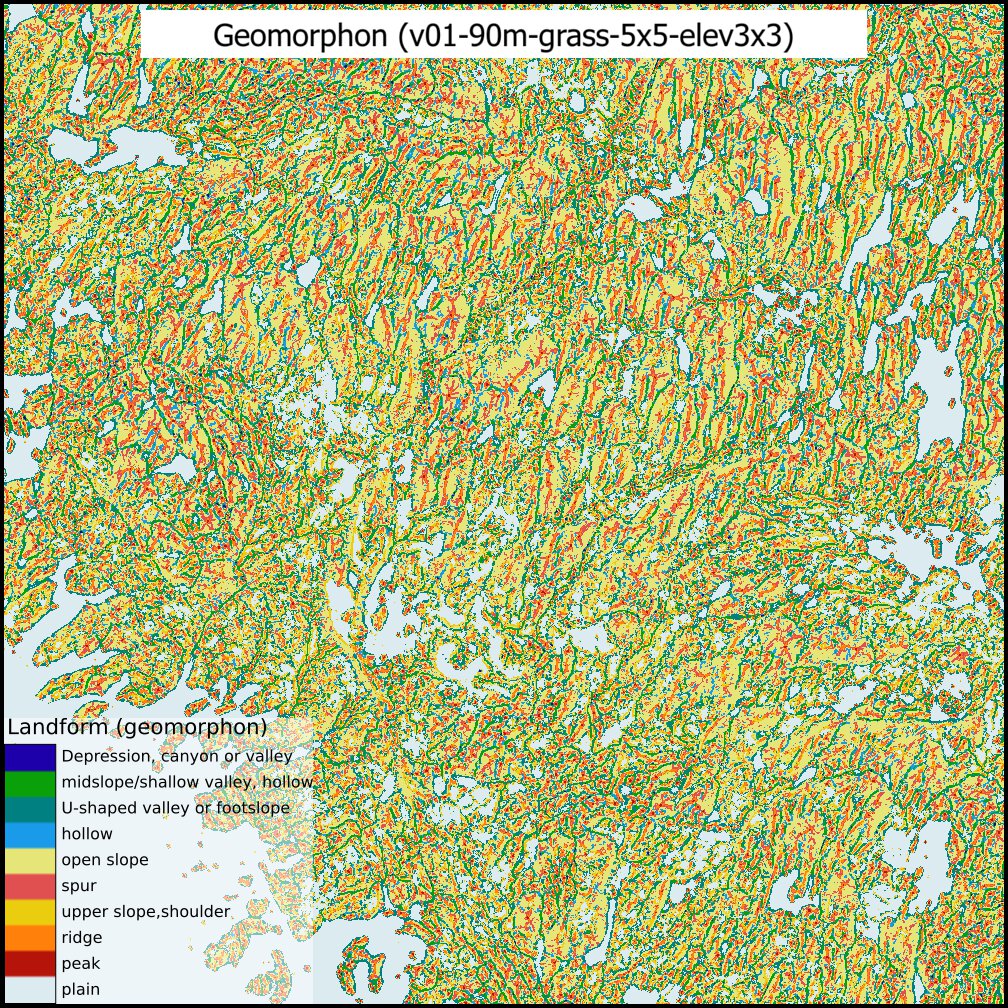 Geomorphon (v01-90m-grass-5x5-elev3x3)
Landform (geomorphon)
Depression, canyon or valley
midslope/shallow valley, hollow
U-shaped valley or footslope
hollow
open slope
spur
upper slope,shoulder
ridge
peak
plain